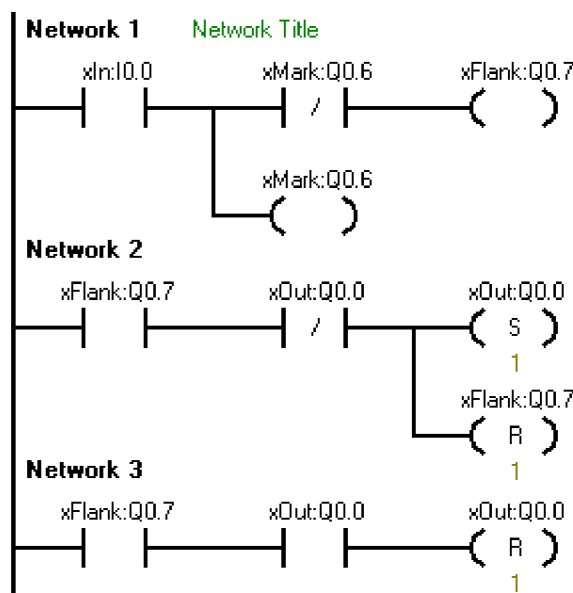 Network 1 Network Title
xIn:I0.0 xMark:Q0.6 xFlank:Q0.7
/
xMark:Q0.6
Network 2
xFlank:Q0.7 xOut:Q0.0 xOut:Q0.0
/ S
1
xFlank:Q0.7
R
1
Network 3
xFlank:Q0.7 xOut:Q0.0 xOut:Q0.0
R
1